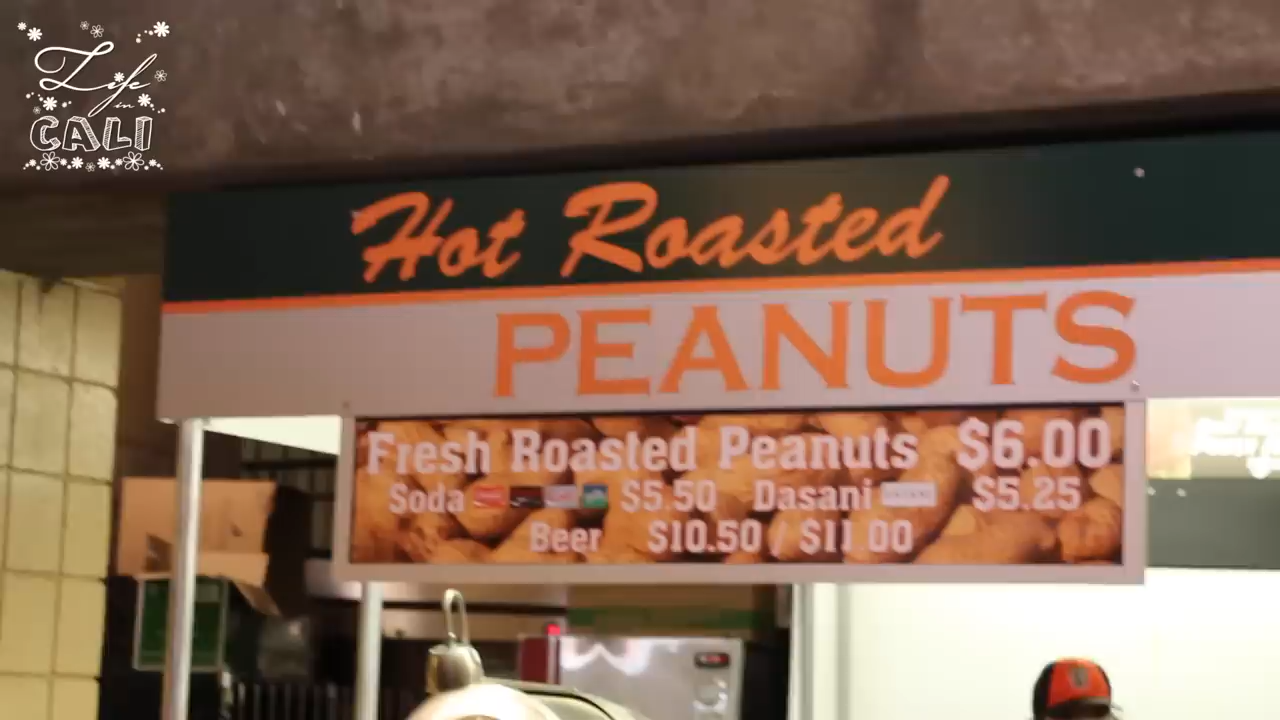 Life
in
CALI
Hot Roasted
PEANUTS
Fresh Roasted Peanuts $6.00
Soda $5.50 Dasani $5.25
Beer $10.50 / $11.00